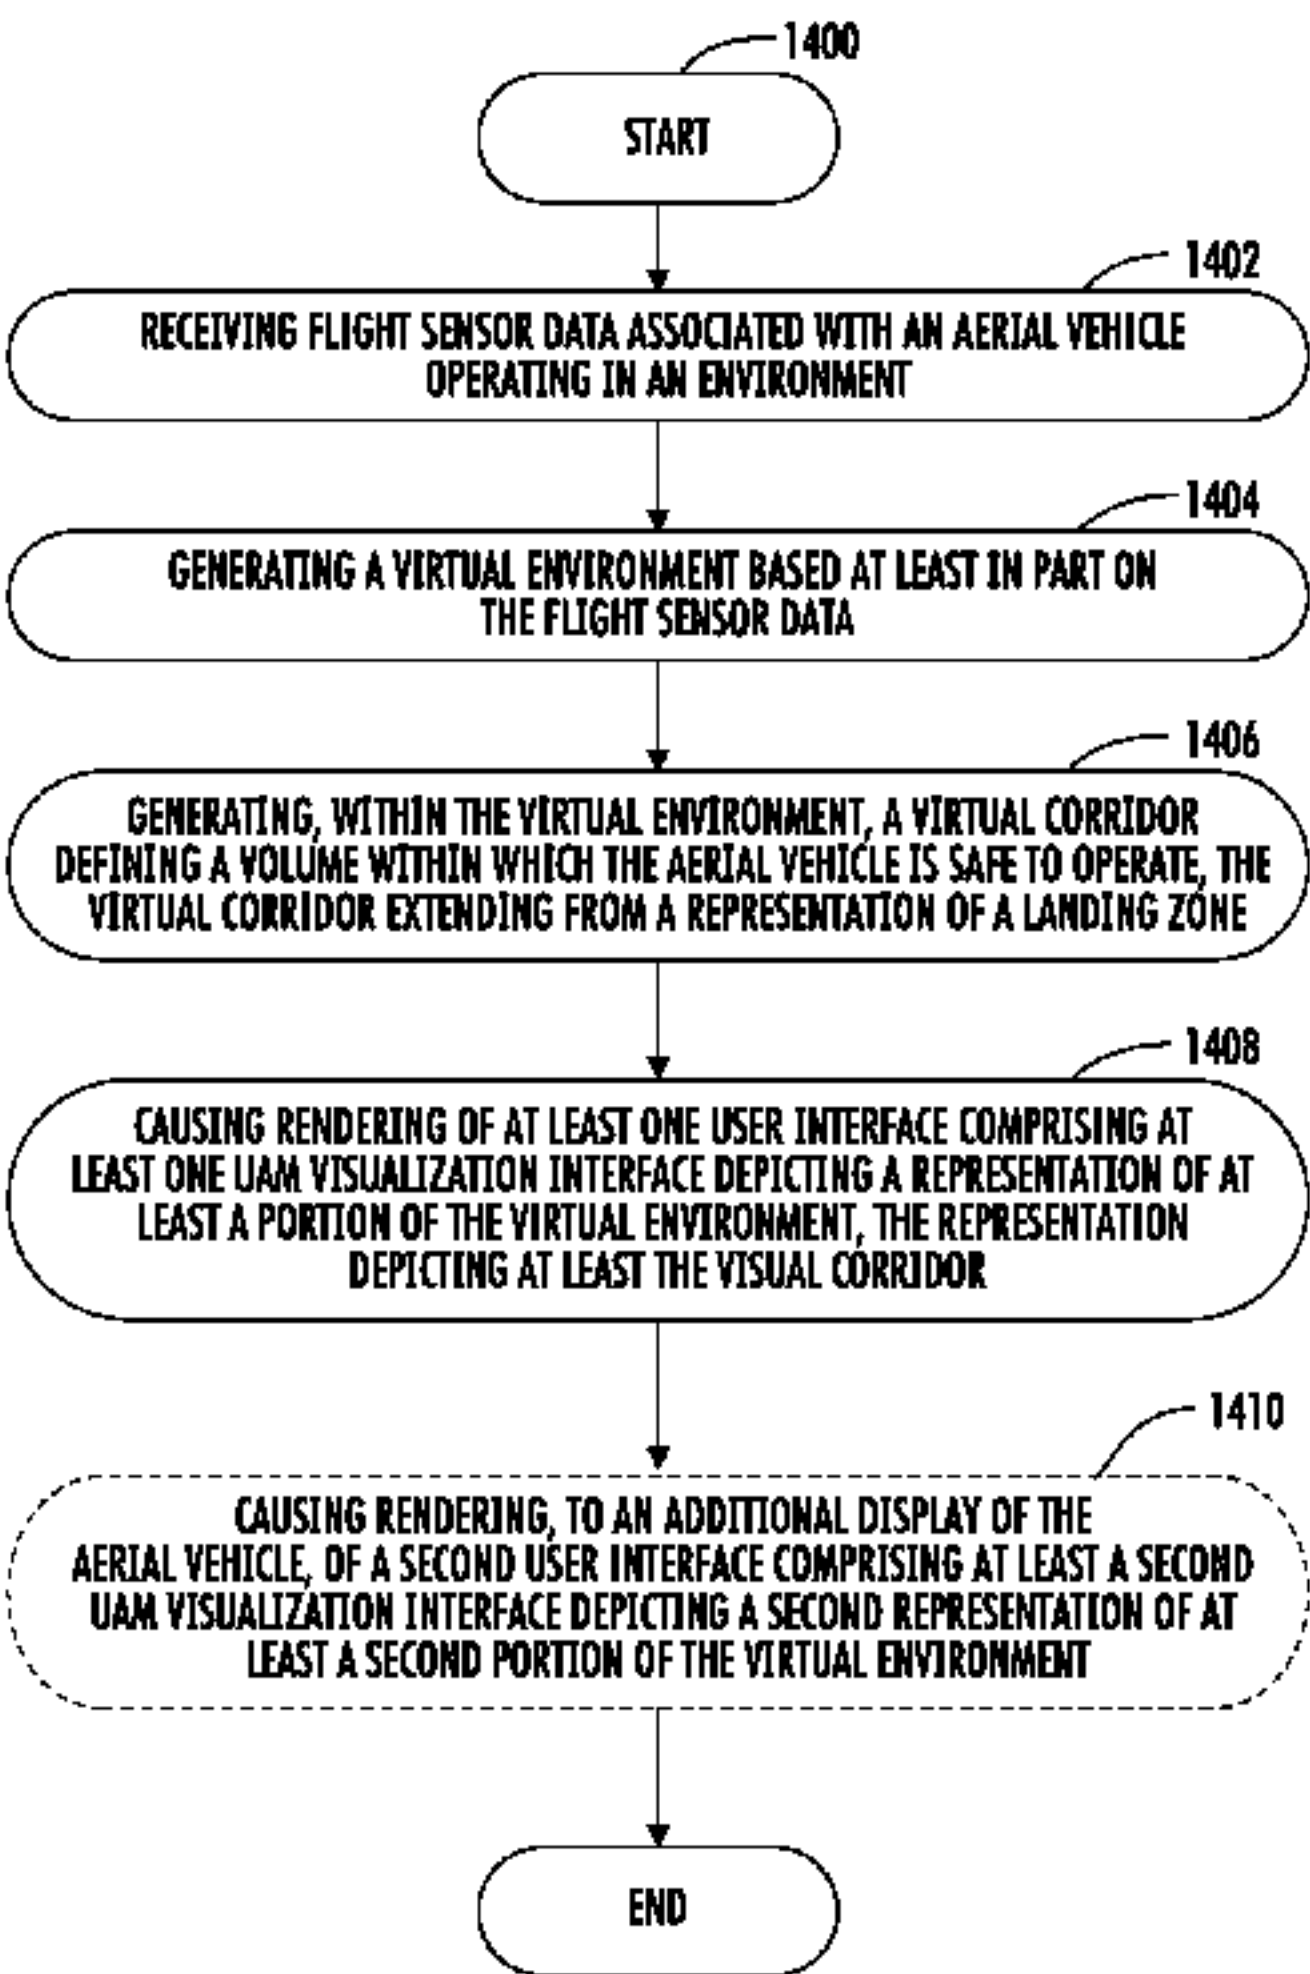 1400
START
1402
RECEIVING FLIGHT SENSOR DATA ASSOCIATED WITH AN AERIAL VEHICLE
OPERATING IN AN ENVIRONMENT
1404
GENERATING A VIRTUAL ENVIRONMENT BASED AT LEAST IN PART ON
THE FLIGHT SENSOR DATA
1406
GENERATING, WITHIN THE VIRTUAL ENVIRONMENT, A VIRTUAL CORRIDOR
DEFINING A VOLUME WITHIN WHICH THE AERIAL VEHICLE IS SAFE TO OPERATE, THE
VIRTUAL CORRIDOR EXTENDING FROM A REPRESENTATION OF A LANDING ZONE
1408
CAUSING RENDERING OF AT LEAST ONE USER INTERFACE COMPRISING AT
LEAST ONE UAM VISUALIZATION INTERFACE DEPICTING A REPRESENTATION OF AT
LEAST A PORTION OF THE VIRTUAL ENVIRONMENT, THE REPRESENTATION
DEPICTING AT LEAST THE VISUAL CORRIDOR
1410
CAUSING RENDERING, TO AN ADDITIONAL DISPLAY OF THE
AERIAL VEHICLE, OF A SECOND USER INTERFACE COMPRISING AT LEAST A SECOND
UAM VISUALIZATION INTERFACE DEPICTING A SECOND REPRESENTATION OF AT
LEAST A SECOND PORTION OF THE VIRTUAL ENVIRONMENT
END